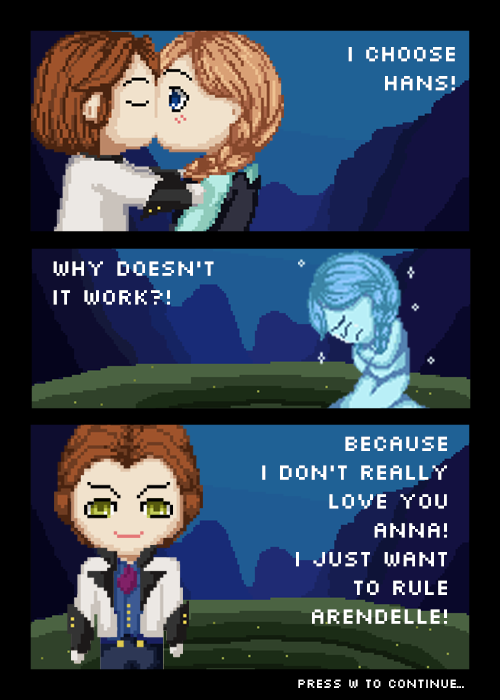 I CHOOSE
HANS!
WHY DOESN'T
IT WORK?!
BECAUSE
I DON'T REALLY
LOVE YOU
ANNA!
I JUST WANT
TO RULE
ARENDELLE!
PRESS W TO CONTINUE...